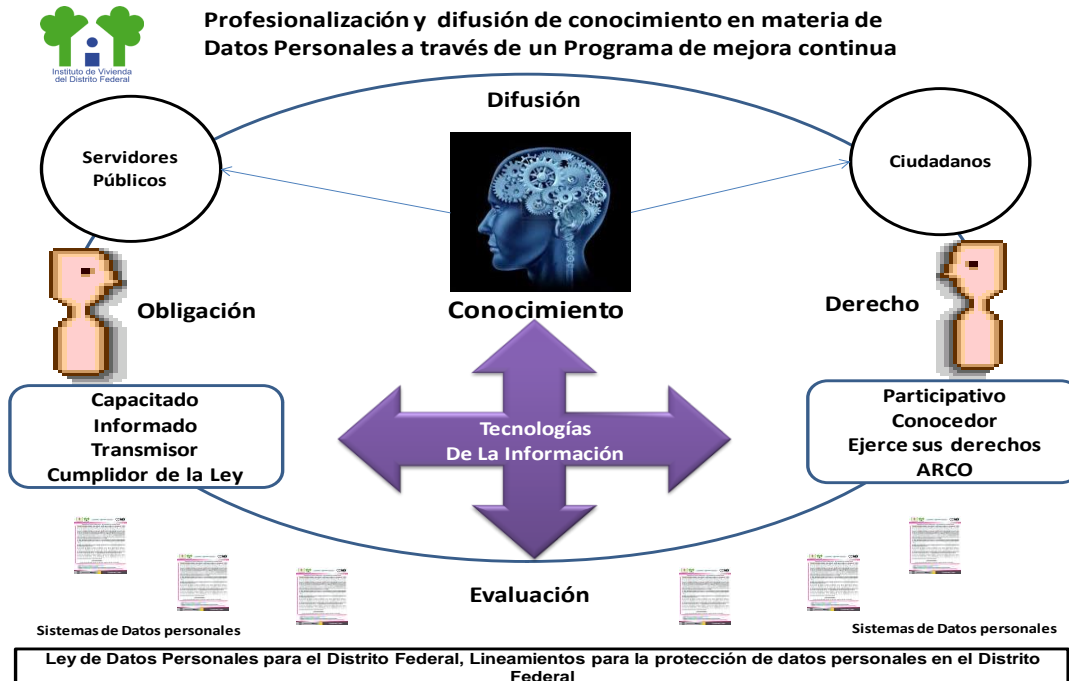 Profesionalización y difusión de conocimiento en materia de
Datos Personales a través de un Programa de mejora continua
Instituto de Vivienda
del Distrito Federal
Difusión
Servidores
Públicos
Ciudadanos
Obligación
Conocimiento
Derecho
Capacitado
Informado
Transmisor
Cumplidor de la Ley
Tecnologías
De La Información
Participativo
Conocedor
Ejerce sus derechos
ARCO
Evaluación
Sistemas de Datos personales
Sistemas de Datos personales
Ley de Datos Personales para el Distrito Federal, Lineamientos para la protección de datos personales en el Distrito
Federal